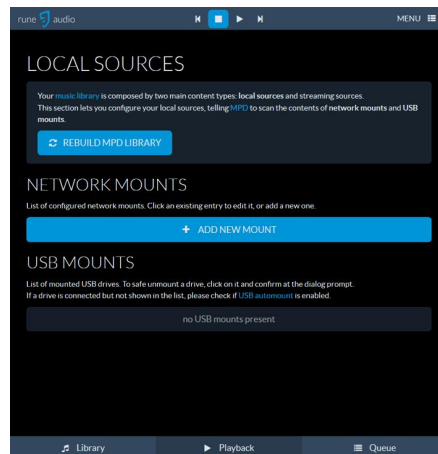 rune audio MENU
LOCAL SOURCES
Your music library is composed by two main content types: local sources and streaming sources.
This section lets you configure your local sources, telling MPD to scan the contents of network mounts and USB
mounts.
REBUILD MPD LIBRARY
NETWORK MOUNTS
List of configured network mounts. Click an existing entry to edit it, or add a new one.
+ ADD NEW MOUNT
USB MOUNTS
List of mounted USB drives. To safe unmount a drive, click on it and confirm at the dialog prompt.
If a drive is connected but not shown in the list, please check if USB automount is enabled.
no USB mounts present
Library Playback Queue